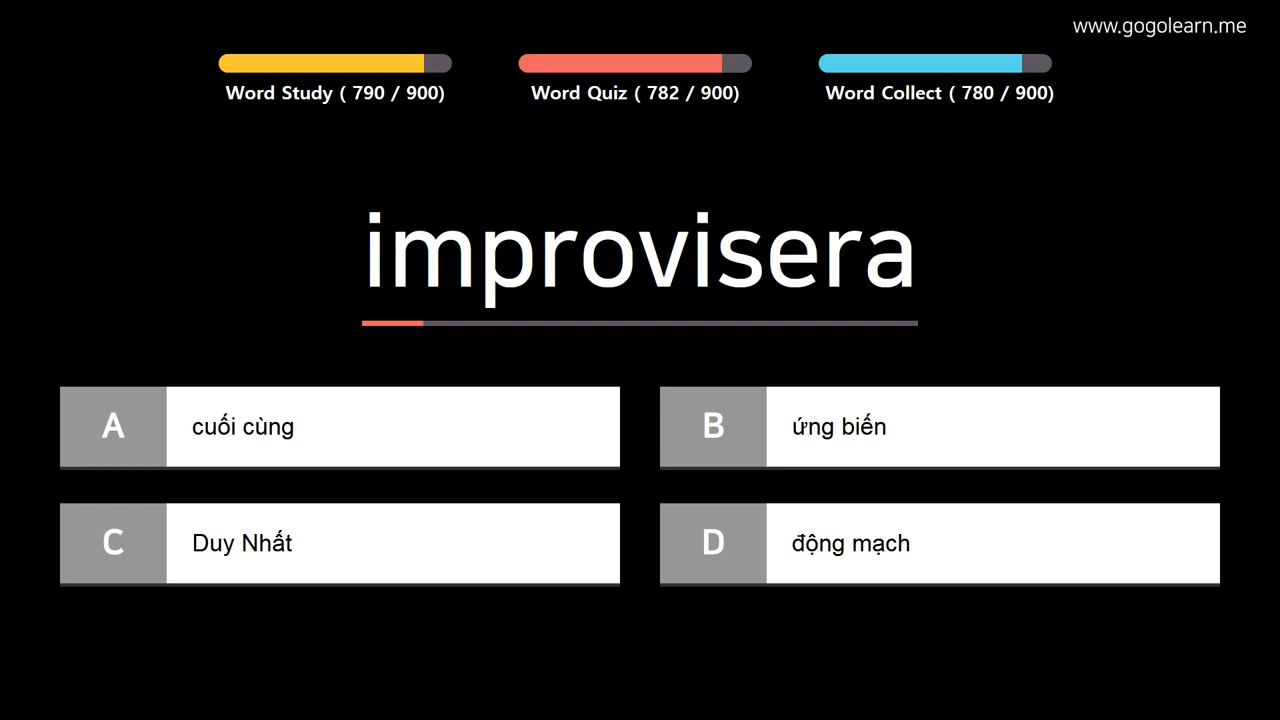 www.gogolearn.me
Word Study ( 790 / 900)
Word Quiz ( 782 / 900)
Word Collect ( 780 / 900)
improvisera
A
cuối cùng
B
ứng biến
C
Duy Nhất
D
động mạch